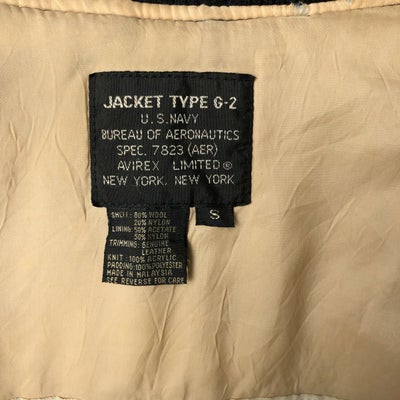 JACKET TYPE G-2
U.S.NAVY
BUREAU OF AERONAUTICS
SPEC. 7823 (AER)
AVIREX LIMITED ®
NEW YORK, NEW YORK
S
SHELL: 80% WOOL
20% NYLON
LINING: 50% ACETATE
50% NYLON
TRIMMING: GENUINE
LEATHER
KNIT: 100% ACRYLIC
PADDING: 100% POLYESTER
MADE IN MALAYSIA
SEE REVERSE FOR CARE